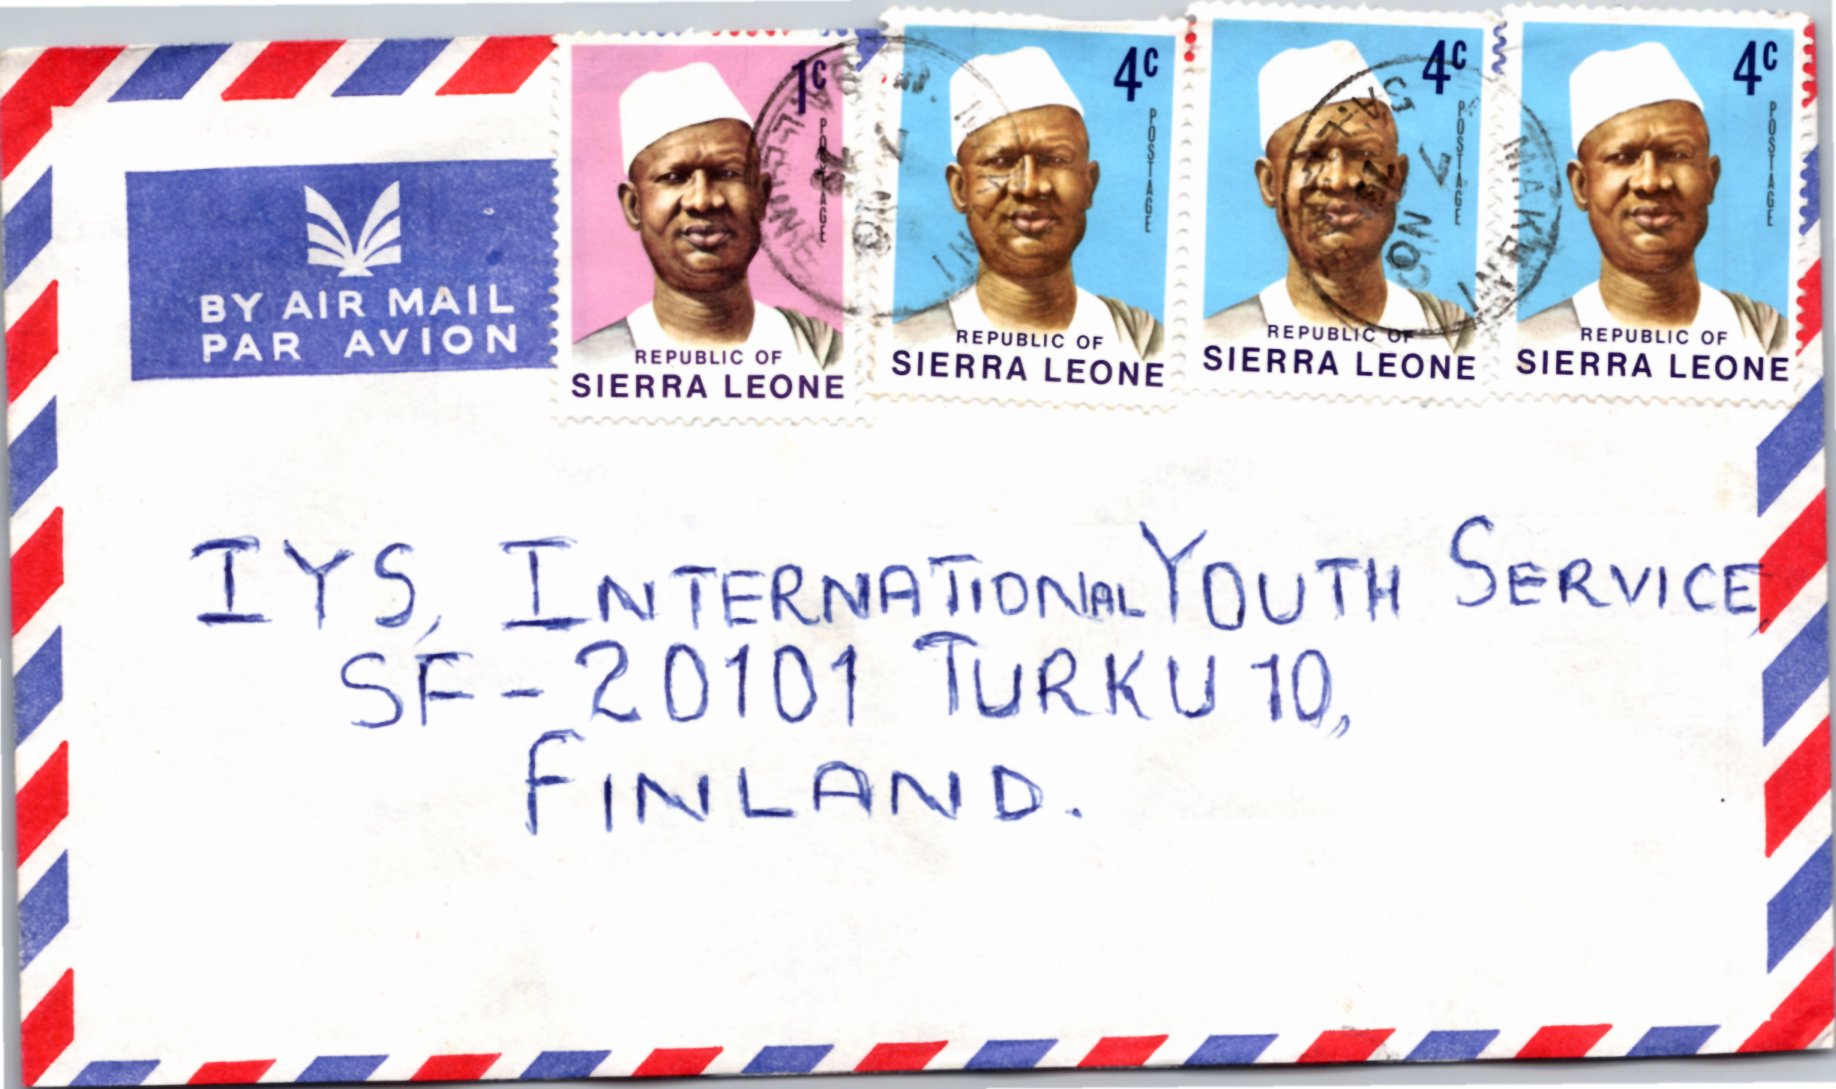 1c
POSTAGE
REPUBLIC OF
SIERRA LEONE
4c
POSTAGE
REPUBLIC OF
SIERRA LEONE
4c
POSTAGE
REPUBLIC OF
SIERRA LEONE
4c
POSTAGE
REPUBLIC OF
SIERRA LEONE
BY AIR MAIL
PAR AVION
IYS, INTERNATIONAL YOUTH SERVICE,
SF-20101 TURKU 10,
FINLAND.